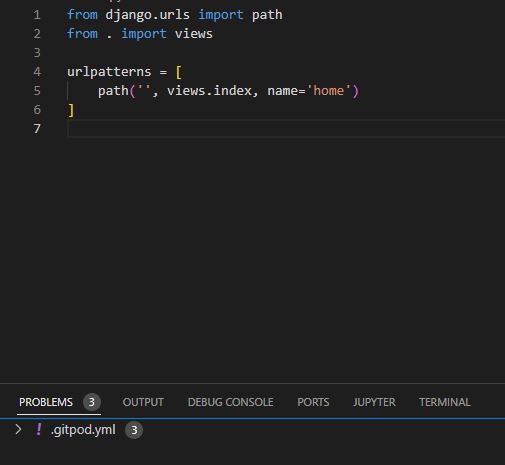 1 from django.urls import path
2 from . import views
3
4 urlpatterns = [
5     path('', views.index, name='home')
6 ]
7
PROBLEMS 3 OUTPUT DEBUG CONSOLE PORTS JUPYTER TERMINAL
! .gitpod.yml 3